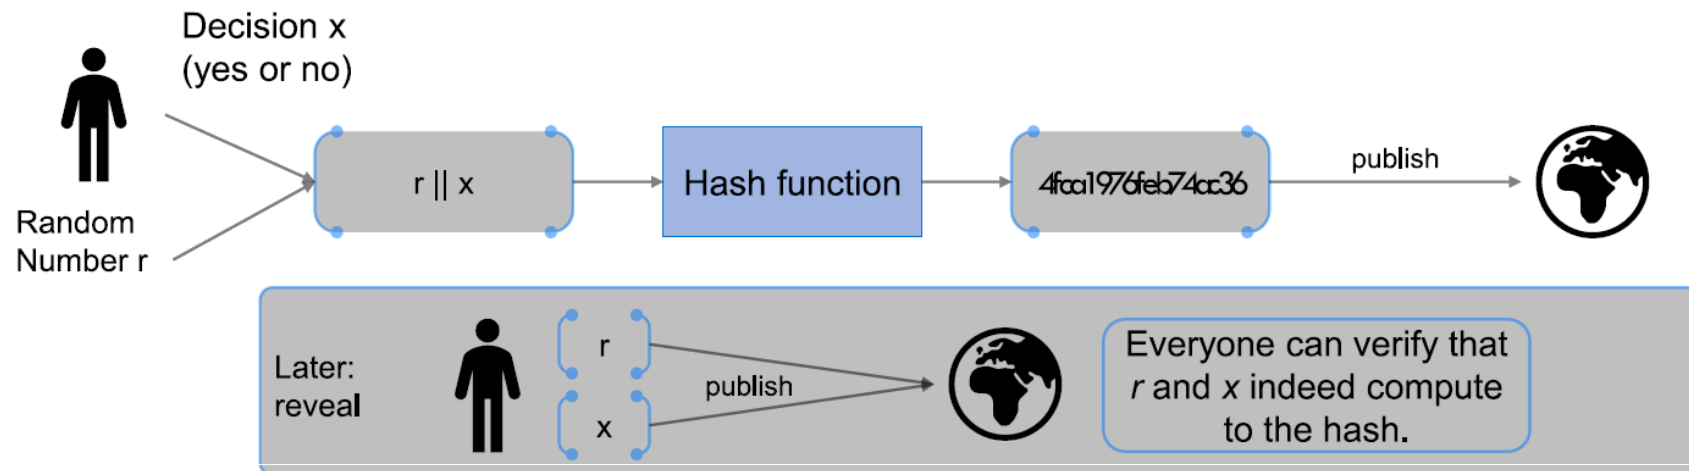 Decision x
(yes or no)
Random
Number r
r || x
Hash function
4fca1976feb74ac36
publish
Later:
reveal
r
x
publish
Everyone can verify that
r and x indeed compute
to the hash.